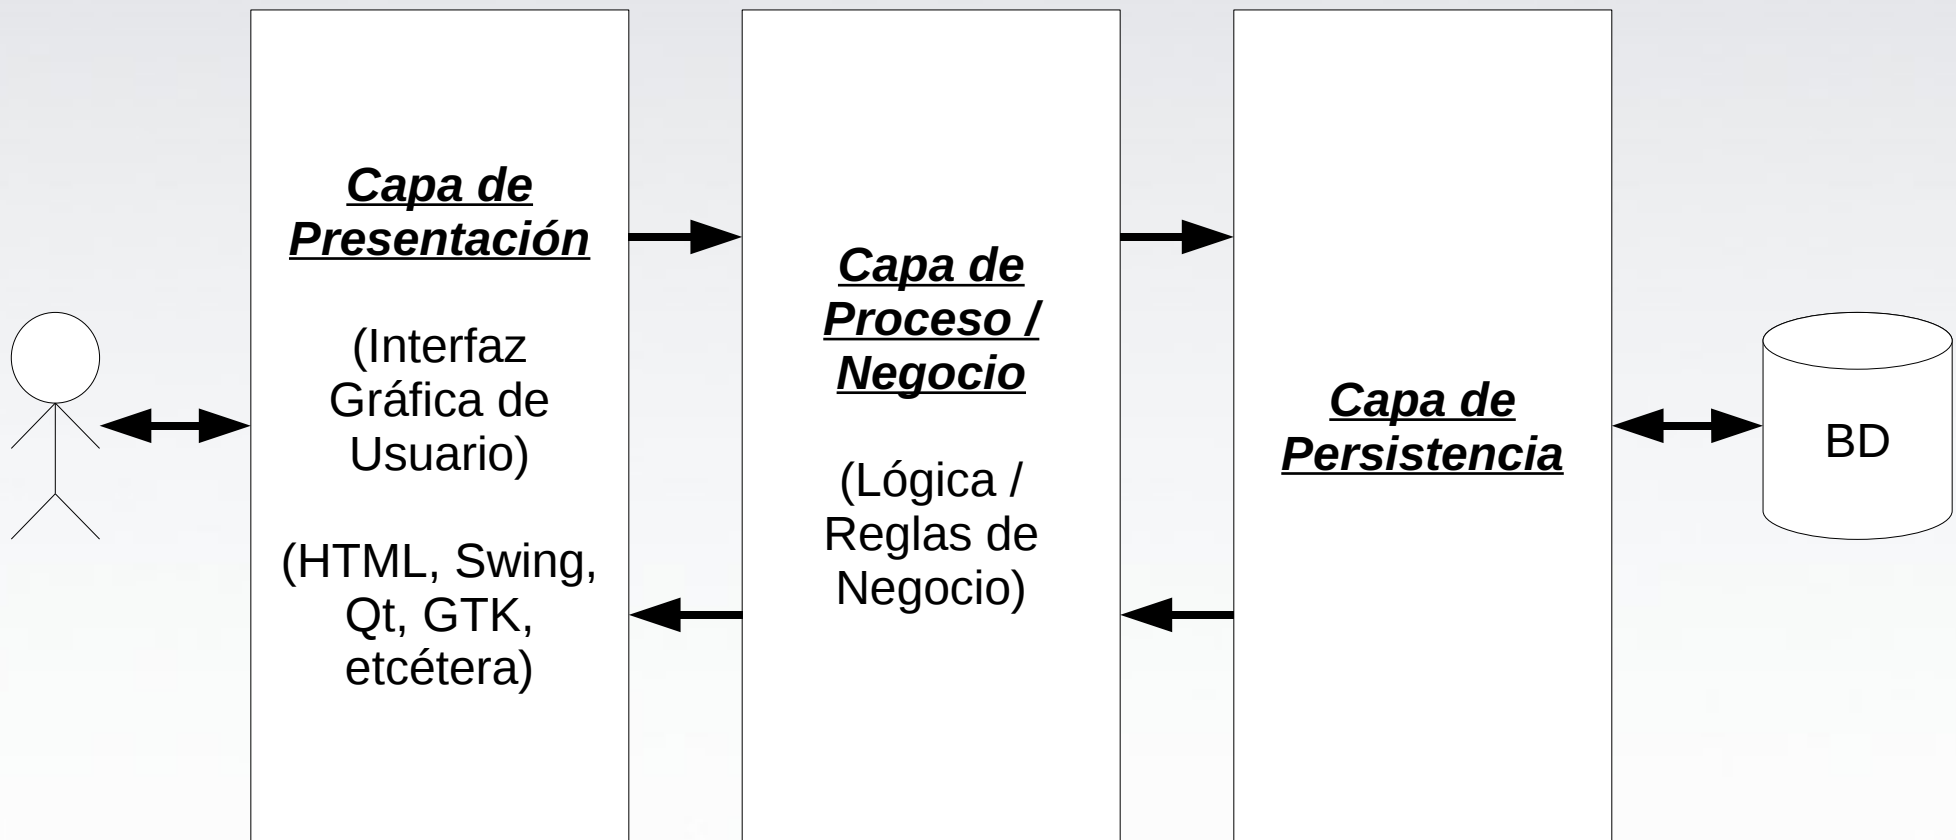 Capa de
Presentación
(Interfaz
Gráfica de
Usuario)
(HTML, Swing,
Qt, GTK,
etcétera)
Capa de
Proceso /
Negocio
(Lógica /
Reglas de
Negocio)
Capa de
Persistencia
BD